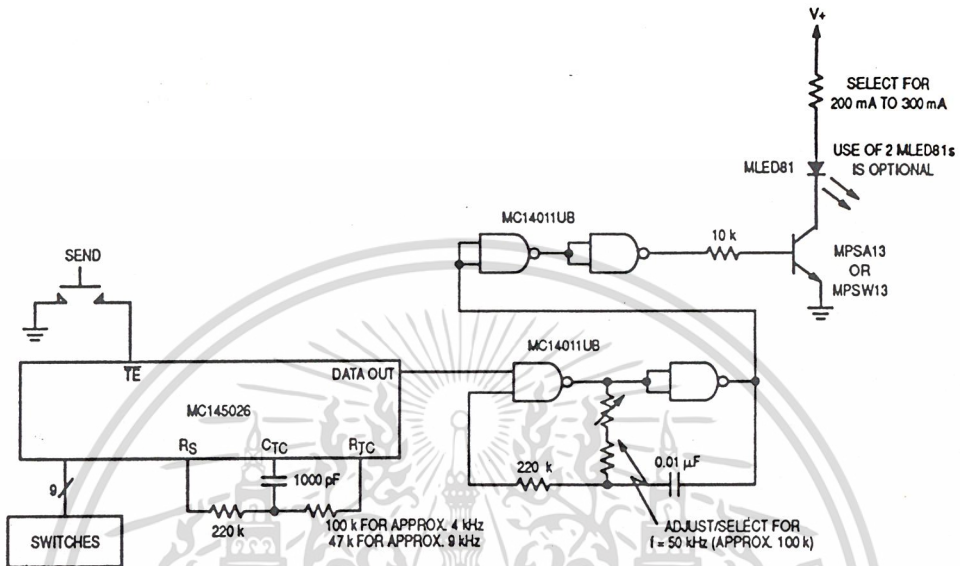 V+
SELECT FOR
200 mA TO 300 mA
MLED81
USE OF 2 MLED81s
IS OPTIONAL
MC14011UB
10 k
MPSA13
OR
MPSW13
SEND
MC14011UB
TE
DATA OUT
MC145026
RS
CTC
RTC
9
1000 pF
220 k
0.01 μF
220 k
100 k FOR APPROX. 4 kHz
47 k FOR APPROX. 9 kHz
SWITCHES
ADJUST/SELECT FOR
f = 50 kHz (APPROX. 100 k)